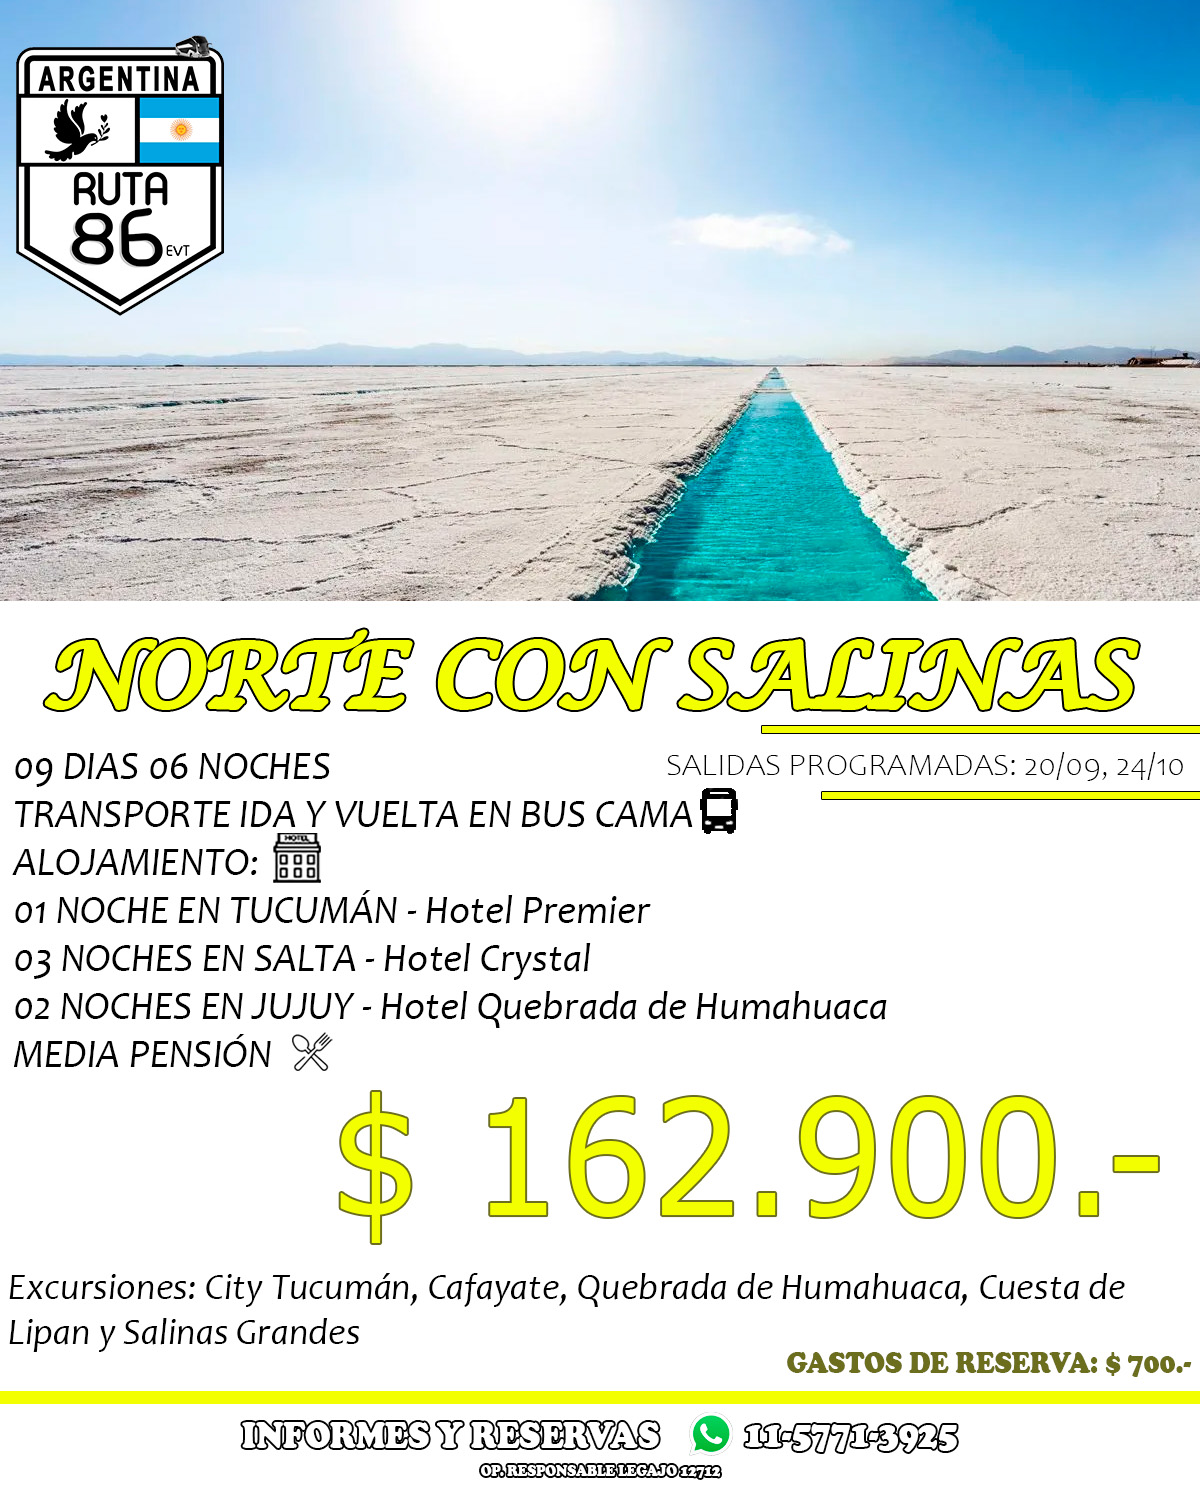 ARGENTINA
RUTA
86 EVT
NORTE CON SALINAS
09 DIAS 06 NOCHES
SALIDAS PROGRAMADAS: 20/09, 24/10
TRANSPORTE IDA Y VUELTA EN BUS CAMA
ALOJAMIENTO:
HOTEL
01 NOCHE EN TUCUMÁN - Hotel Premier
03 NOCHES EN SALTA - Hotel Crystal
02 NOCHES EN JUJUY - Hotel Quebrada de Humahuaca
MEDIA PENSIÓN
$ 162.900.-
Excursiones: City Tucumán, Cafayate, Quebrada de Humahuaca, Cuesta de
Lipan y Salinas Grandes
GASTOS DE RESERVA: $ 700.-
INFORMES Y RESERVAS 11-5771-3925
OP. RESPONSABLE LEGAJO 12712